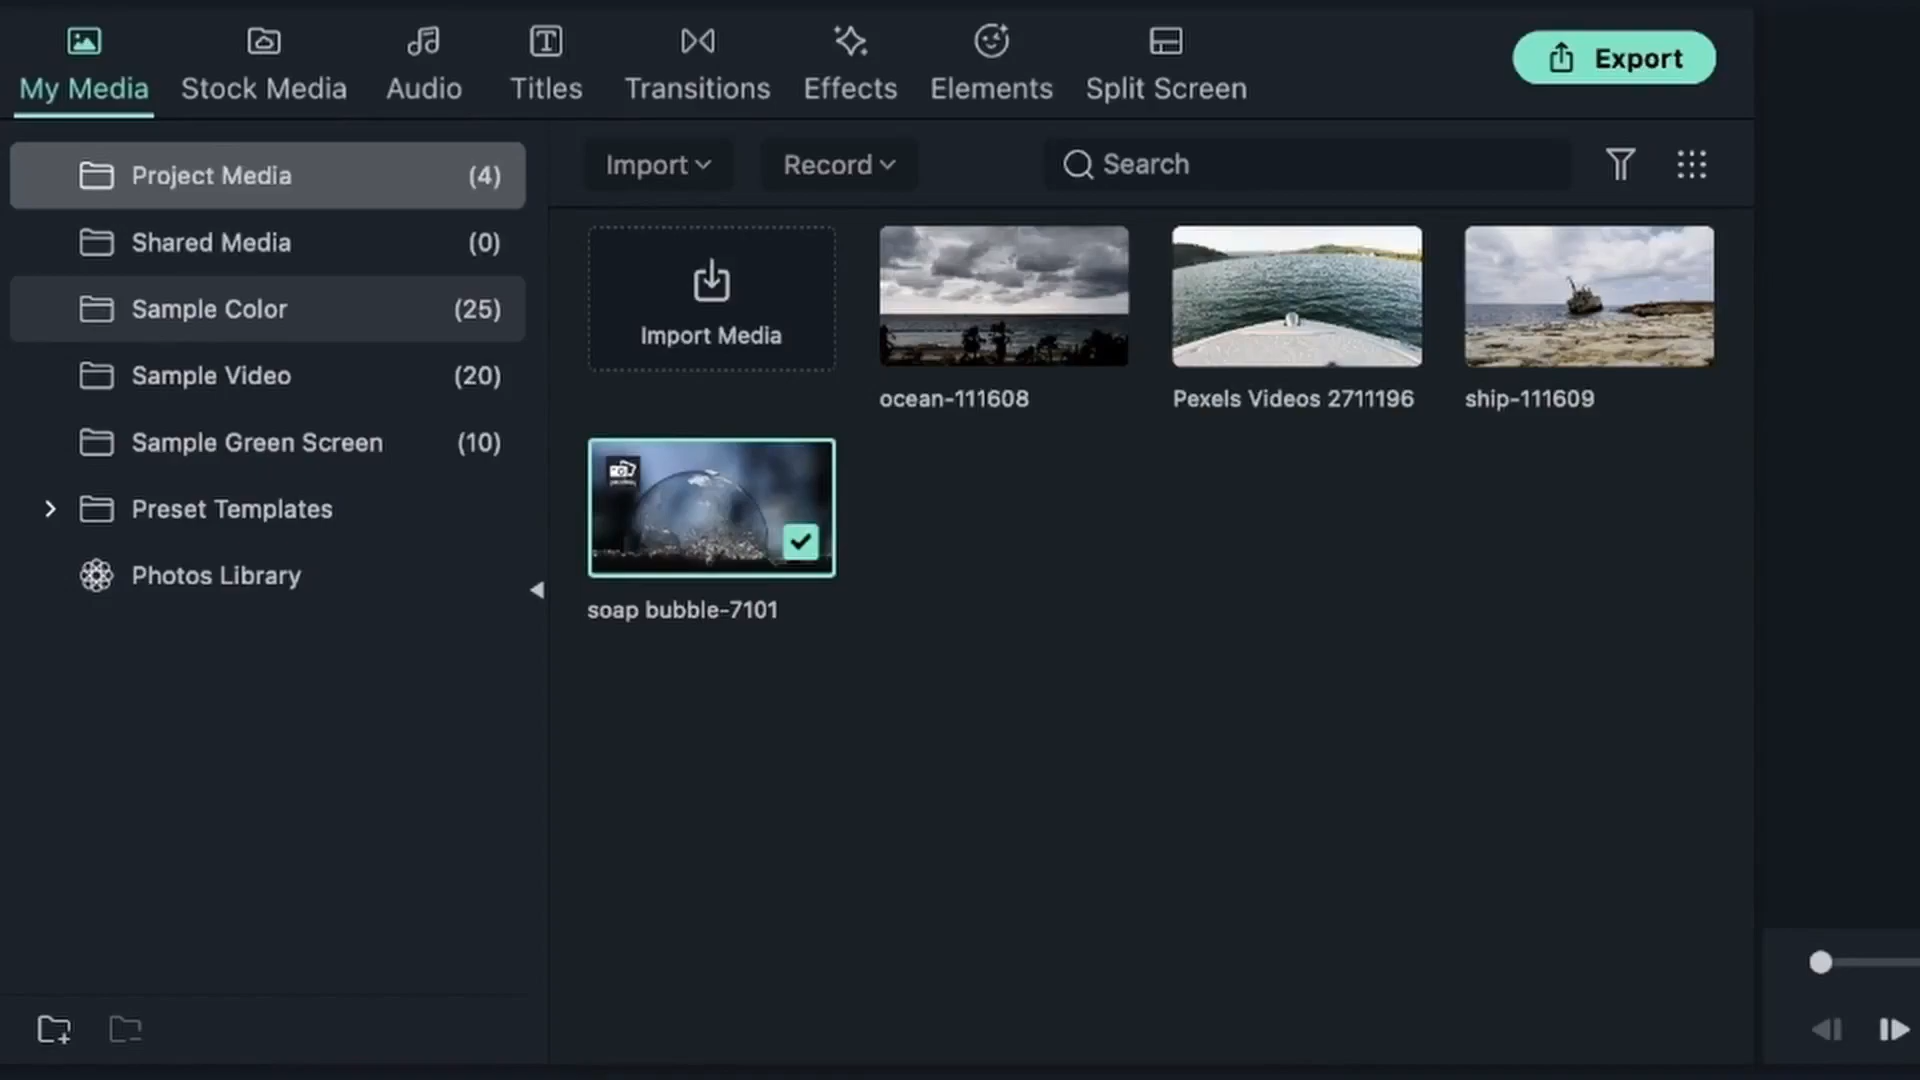 My Media
Stock Media
Audio
Titles
Transitions
Effects
Elements
Split Screen
Export
Project Media (4)
Shared Media (0)
Sample Color (25)
Sample Video (20)
Sample Green Screen (10)
Preset Templates
Photos Library
Import
Record
Search
Import Media
ocean-111608
Pexels Videos 2711196
ship-111609
soap bubble-7101